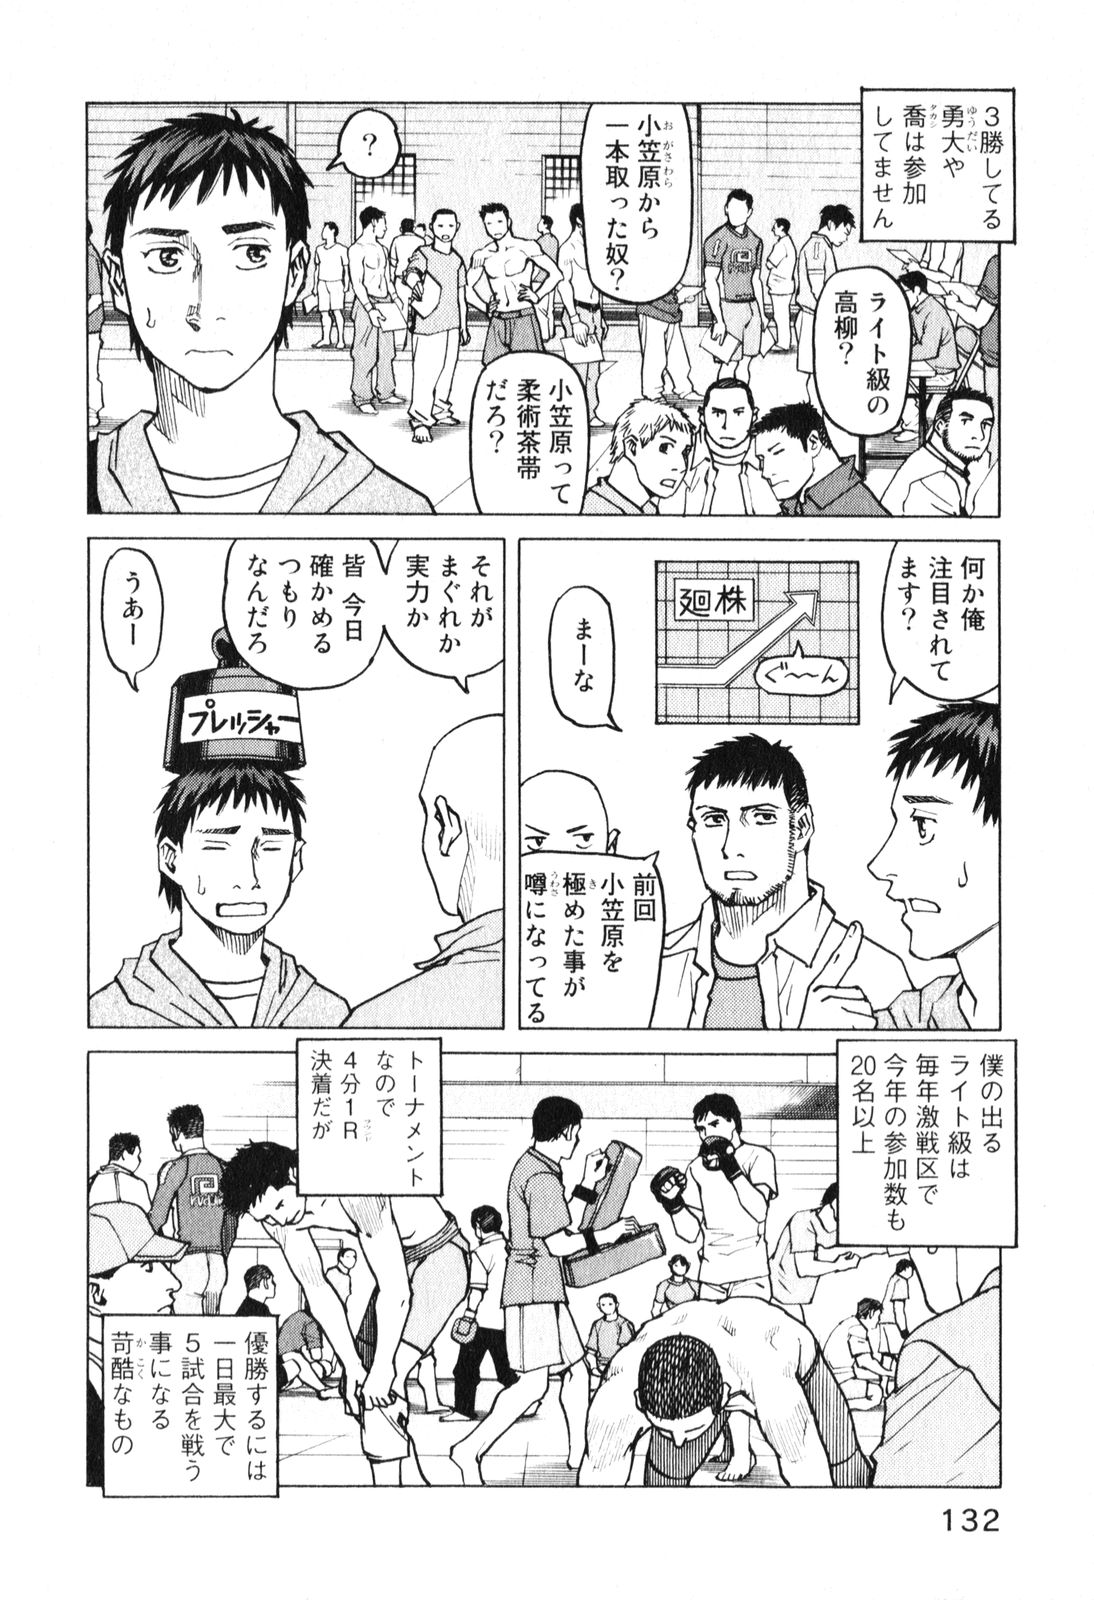 3勝してる
勇大や
喬は参加
してません
小笠原から
一本取った奴?
?
ライト級の
高柳?
小笠原って
柔術茶帯
だろ?
何か俺
注目されて
ます?
廻株
ぐ〜〜ん
まーな
前回
小笠原を
極めた事が
噂になってる
それが
まぐれか
実力か
皆 今日
確かめる
つもり
なんだろ
プレッシャー
うあー
僕の出る
ライト級は
毎年激戦区で
今年の参加数も
20名以上
トーナメント
なので
4分1R
決着だが
優勝するには
一日最大で
5試合を戦う
事になる
苛酷なもの
132